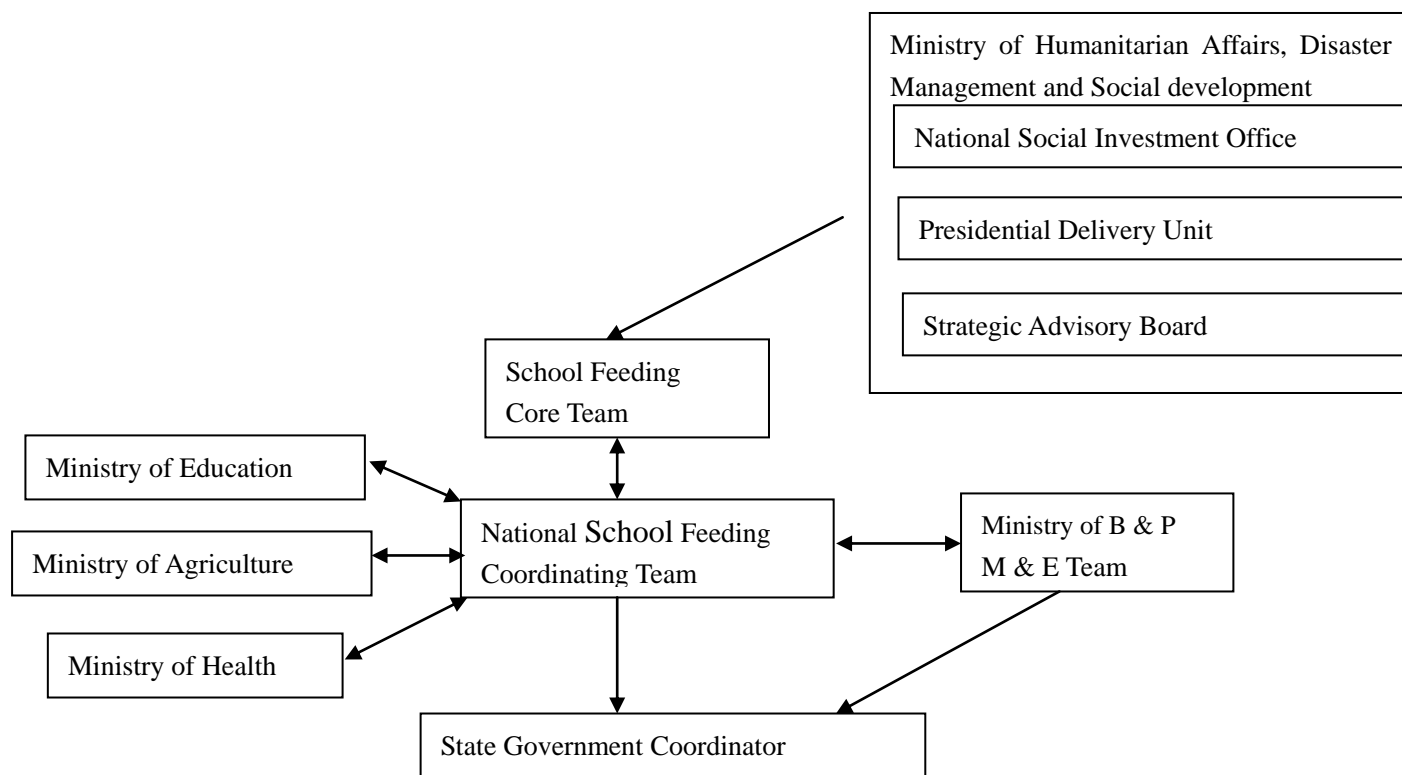 Ministry of Humanitarian Affairs, Disaster
Management and Social development
National Social Investment Office
Presidential Delivery Unit
Strategic Advisory Board
School Feeding
Core Team
Ministry of Education
National School Feeding
Coordinating Team
Ministry of B & P
M & E Team
Ministry of Agriculture
Ministry of Health
State Government Coordinator